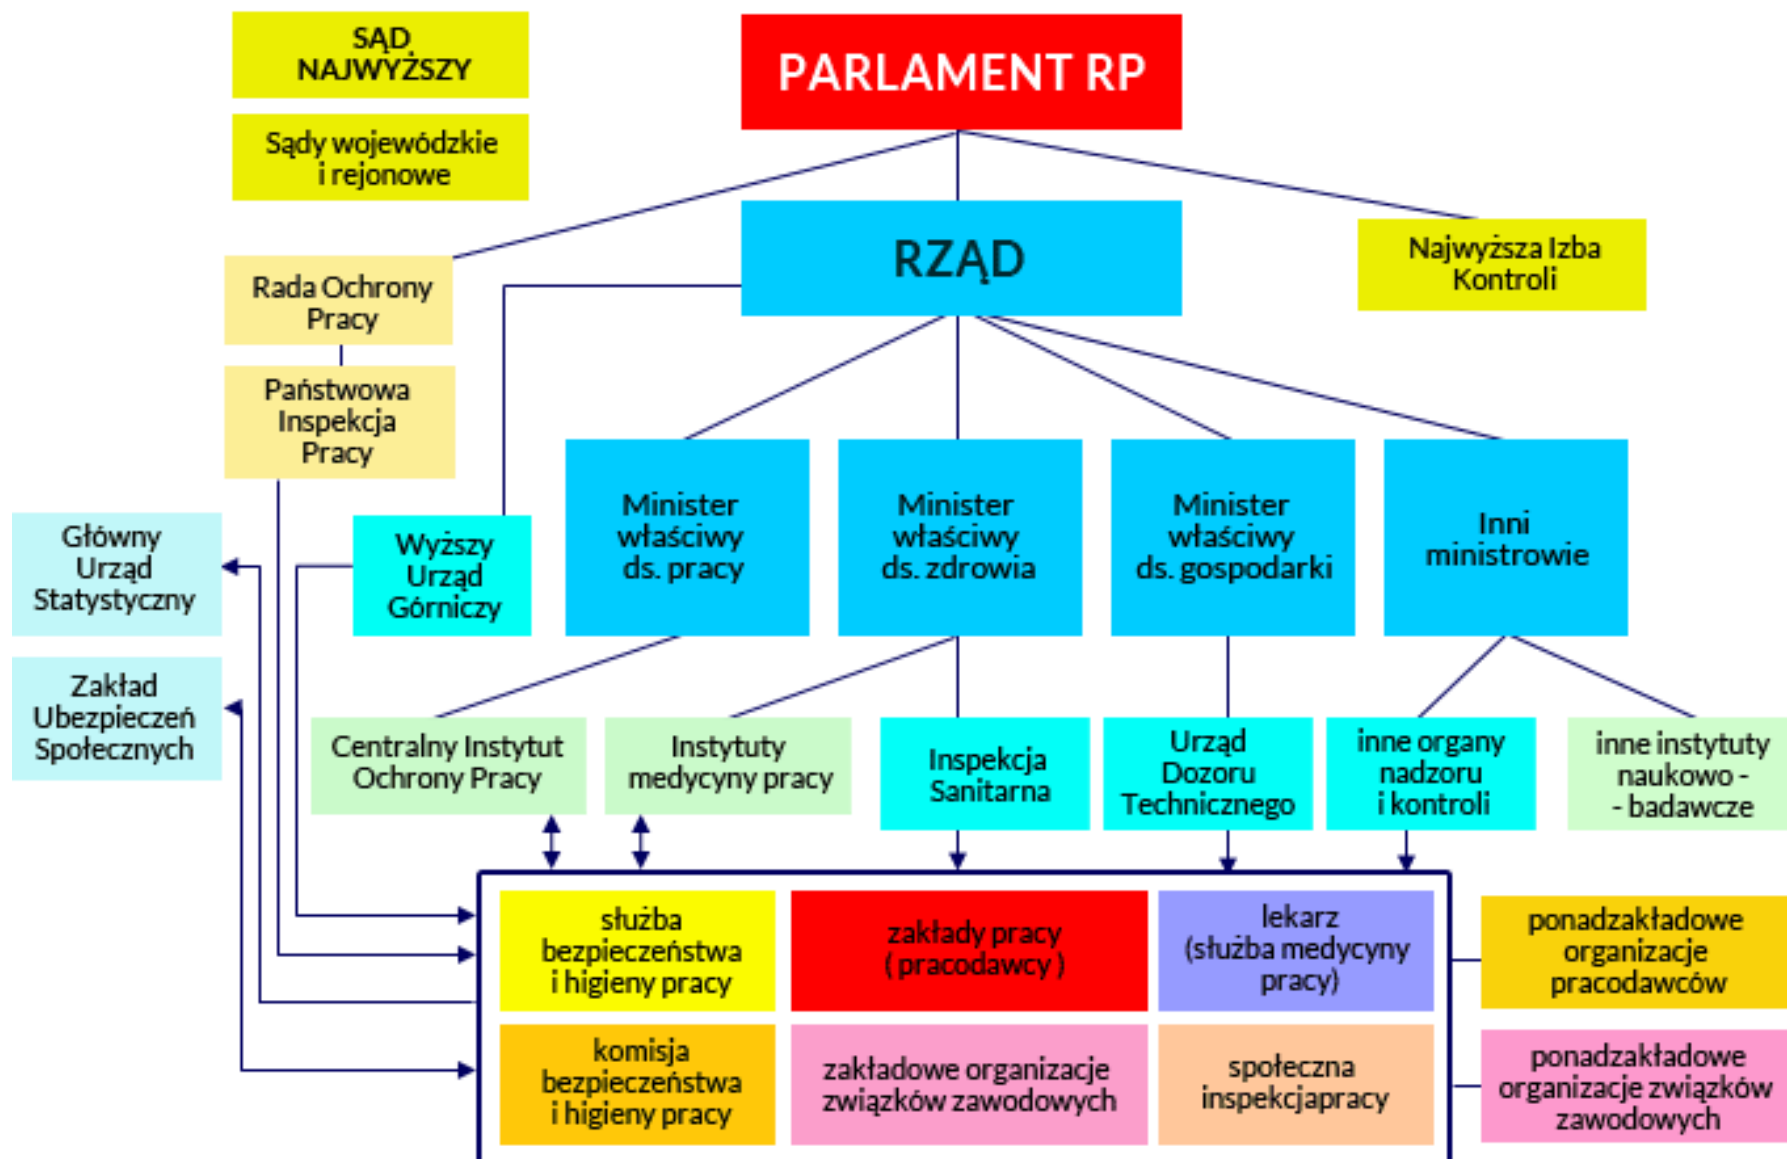 SĄD
NAJWYŻSZY
PARLAMENT RP
Sądy wojewódzkie
i rejonowe
RZĄD
Najwyższa Izba
Kontroli
Rada Ochrony
Pracy
Państwowa
Inspekcja
Pracy
Główny
Urząd
Statystyczny
Wyższy
Urząd
Górniczy
Minister
właściwy
ds. pracy
Minister
właściwy
ds. zdrowia
Minister
właściwy
ds. gospodarki
Inni
ministrowie
Zakład
Ubezpieczeń
Społecznych
Centralny Instytut
Ochrony Pracy
Instytuty
medycyny pracy
Inspekcja
Sanitarna
Urząd
Dozoru
Technicznego
inne organy
nadzoru
i kontroli
inne instytuty
naukowo -
- badawcze
służba
bezpieczeństwa
i higieny pracy
zakłady pracy
( pracodawcy )
lekarz
(służba medycyny
pracy)
ponadzakładowe
organizacje
pracodawców
komisja
bezpieczeństwa
i higieny pracy
zakładowe organizacje
związków zawodowych
społeczna
inspekcjapracy
ponadzakładowe
organizacje związków
zawodowych